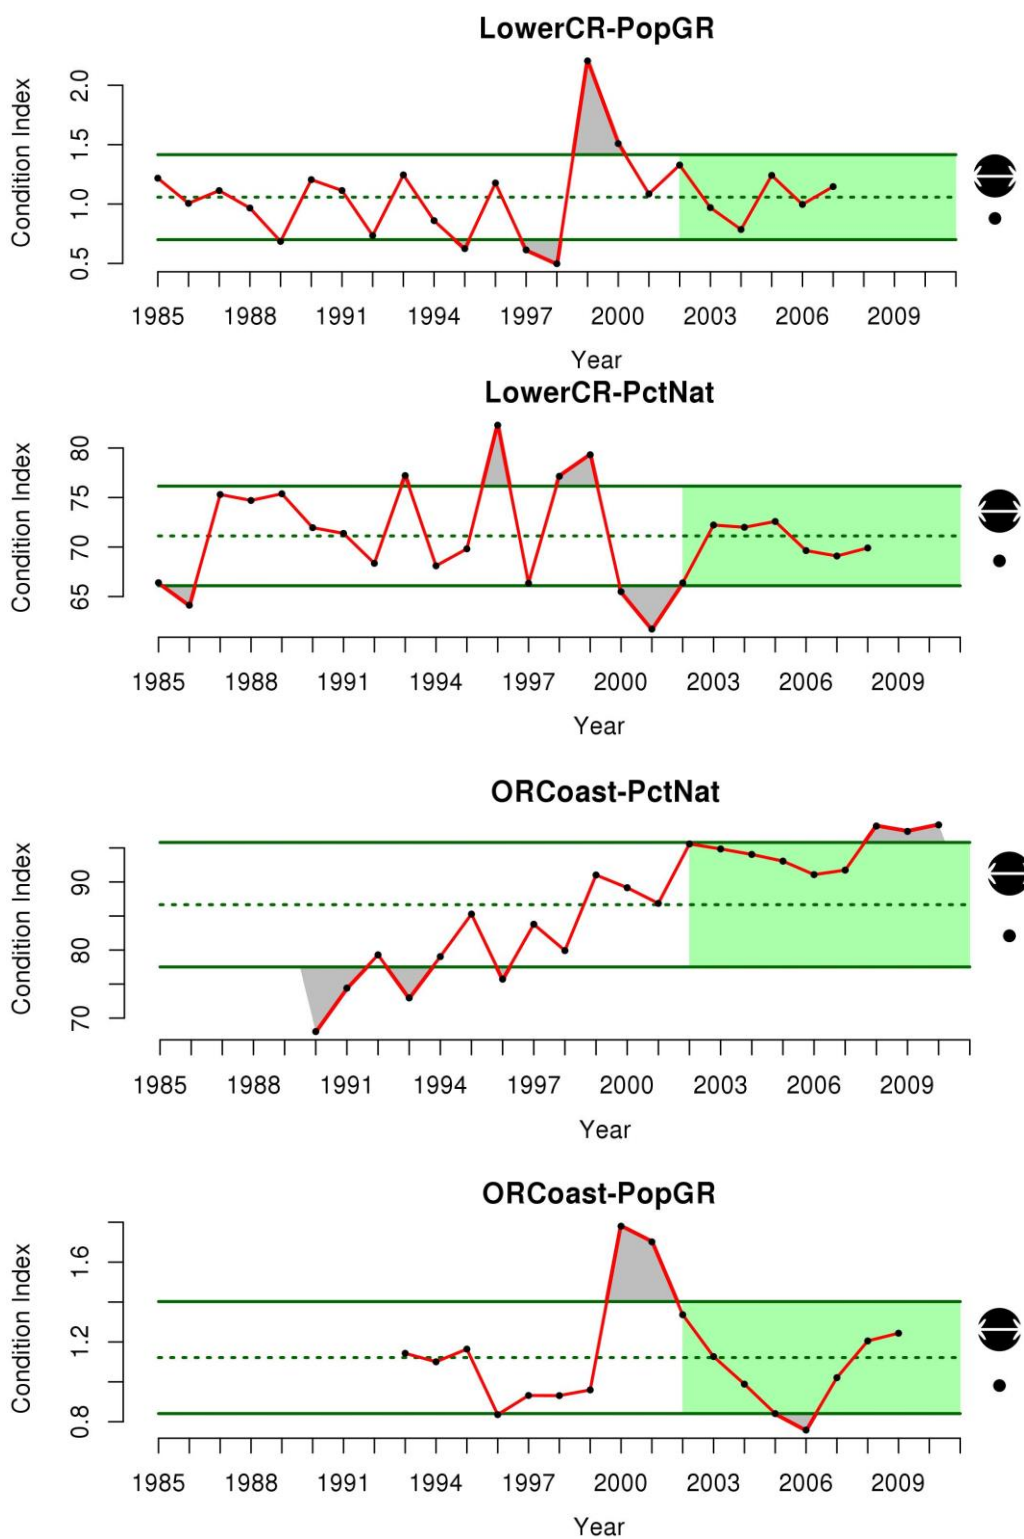 LowerCR-PopGR
Condition Index
2.0
1.5
1.0
0.5
1985 1988 1991 1994 1997 2000 2003 2006 2009
Year
LowerCR-PctNat
Condition Index
80
75
70
65
1985 1988 1991 1994 1997 2000 2003 2006 2009
Year
ORCoast-PctNat
Condition Index
90
80
70
1985 1988 1991 1994 1997 2000 2003 2006 2009
Year
ORCoast-PopGR
Condition Index
1.6
1.2
0.8
1985 1988 1991 1994 1997 2000 2003 2006 2009
Year